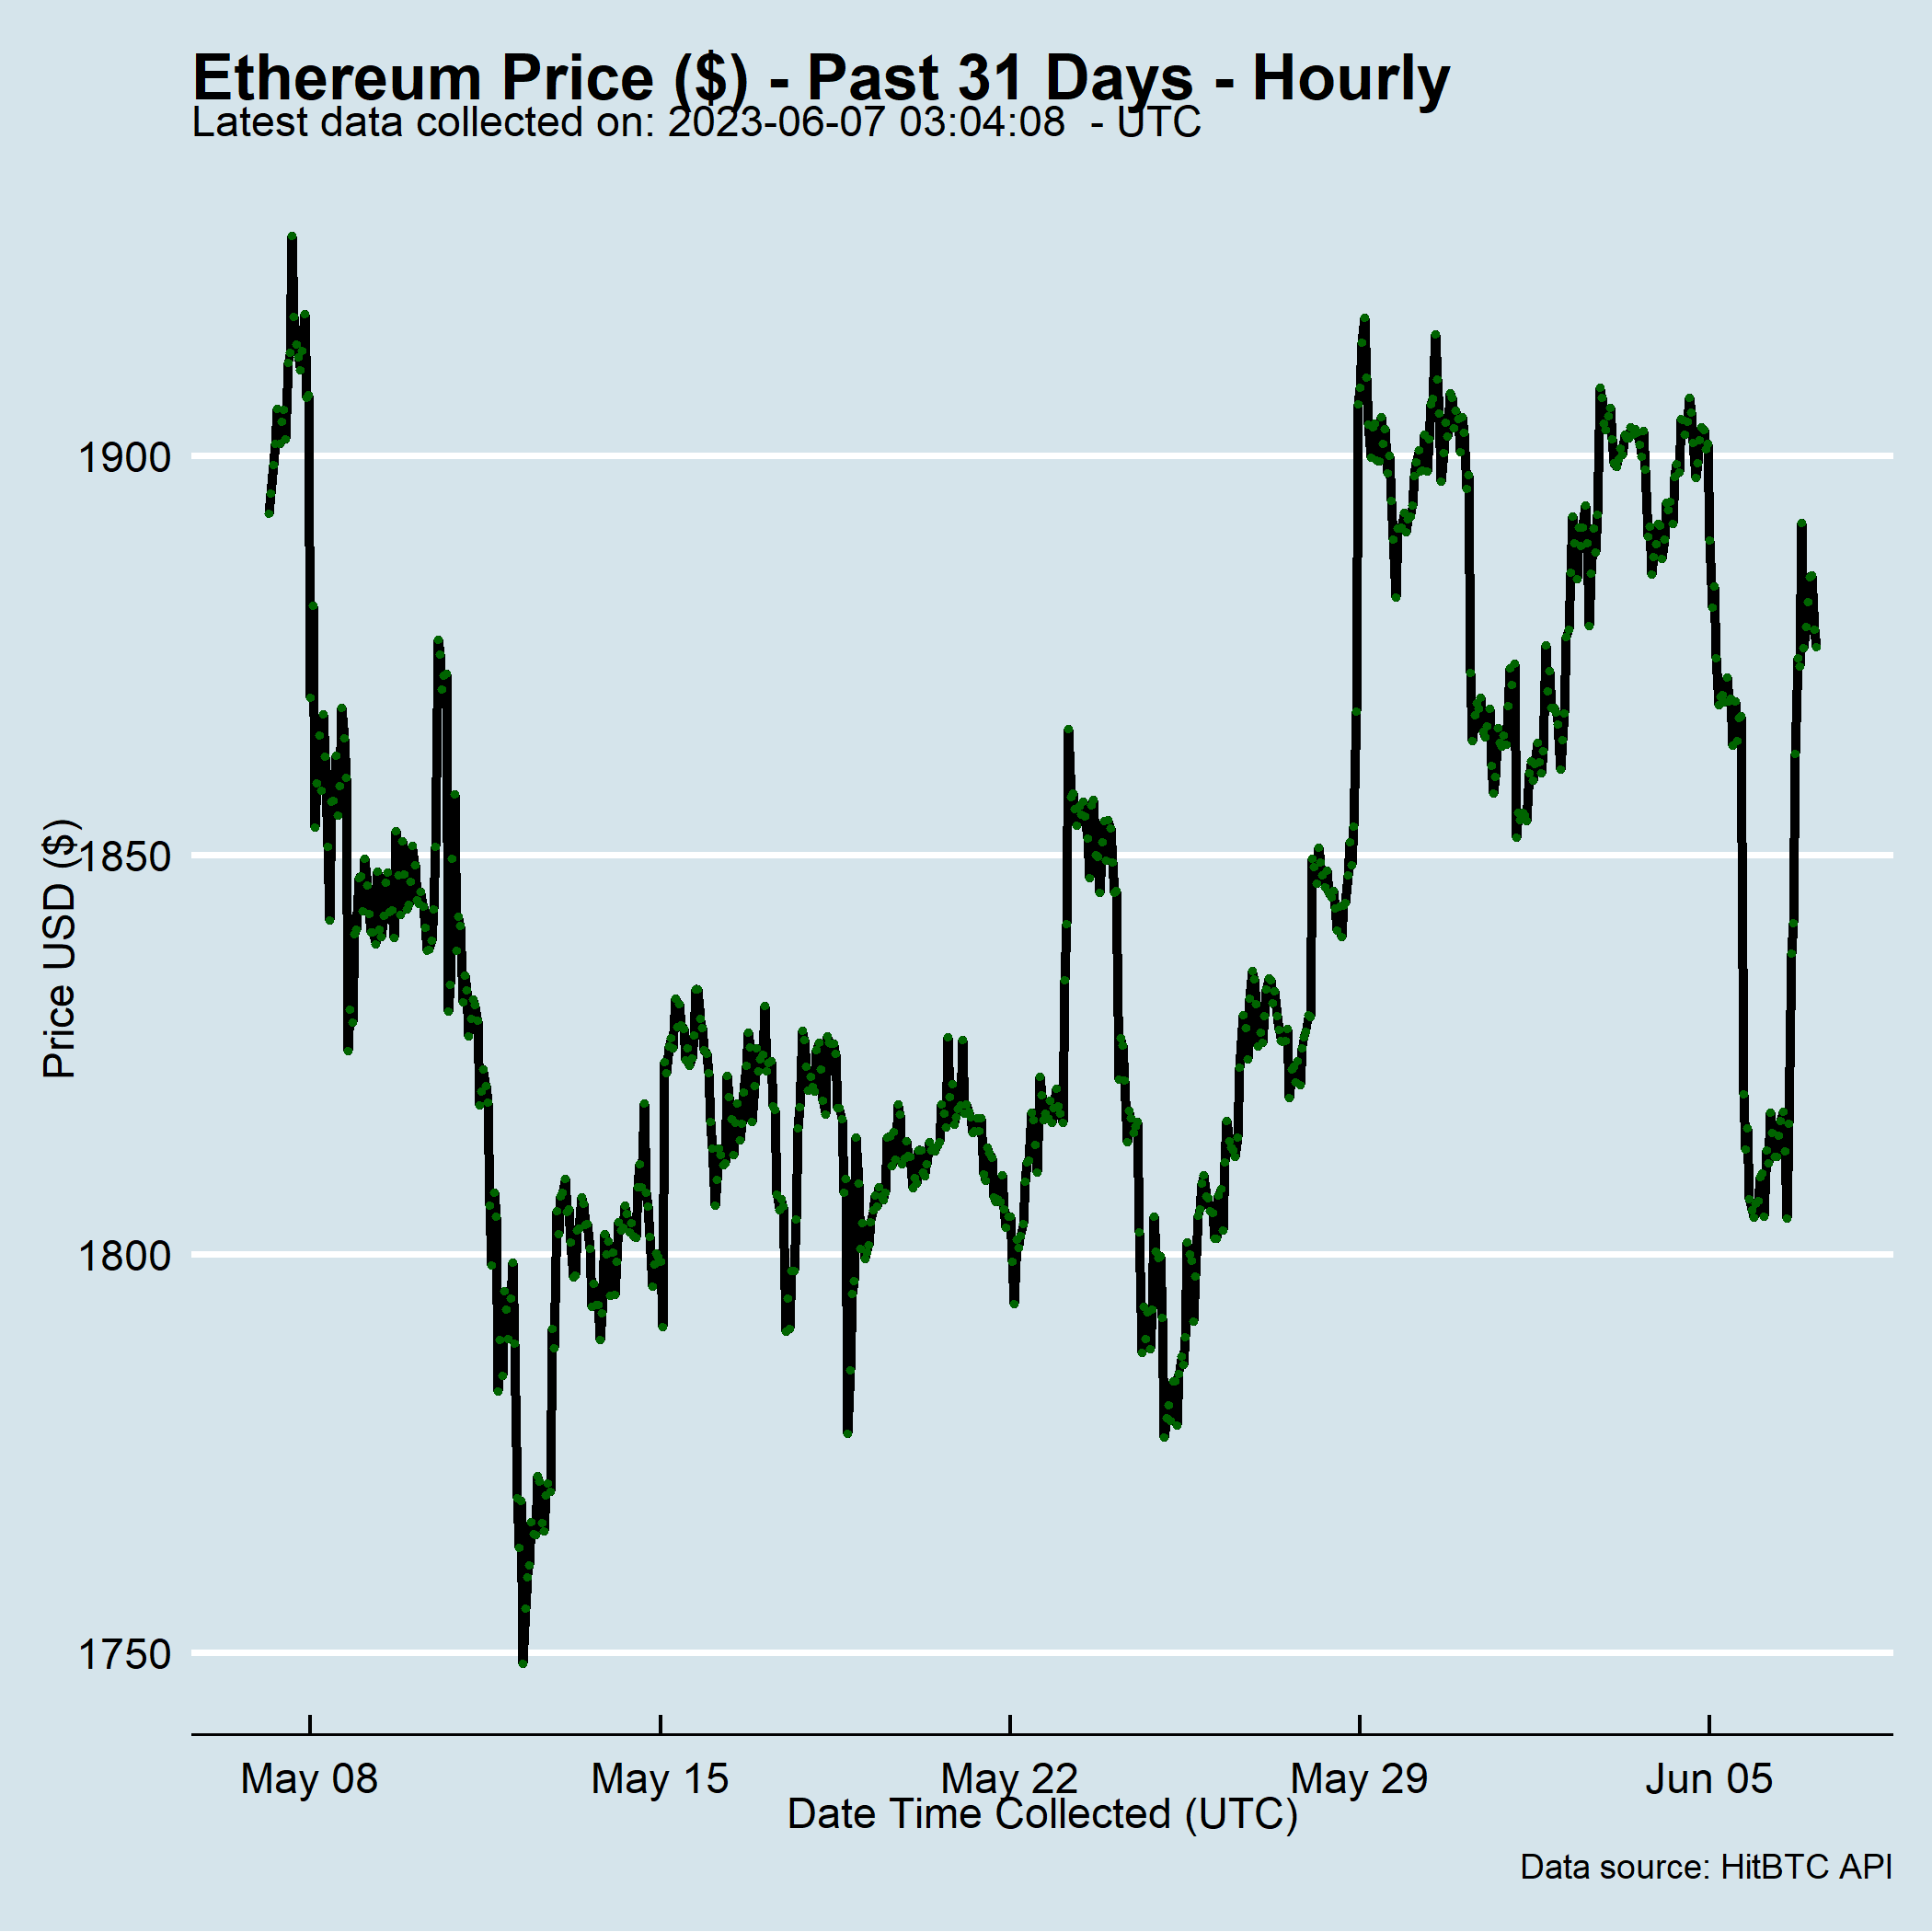 Ethereum Price ($) - Past 31 Days - Hourly
Latest data collected on: 2023-06-07 03:04:08  - UTC
Price USD ($)
1900
1850
1800
1750
May 08
May 15
May 22
May 29
Jun 05
Date Time Collected (UTC)
Data source: HitBTC API